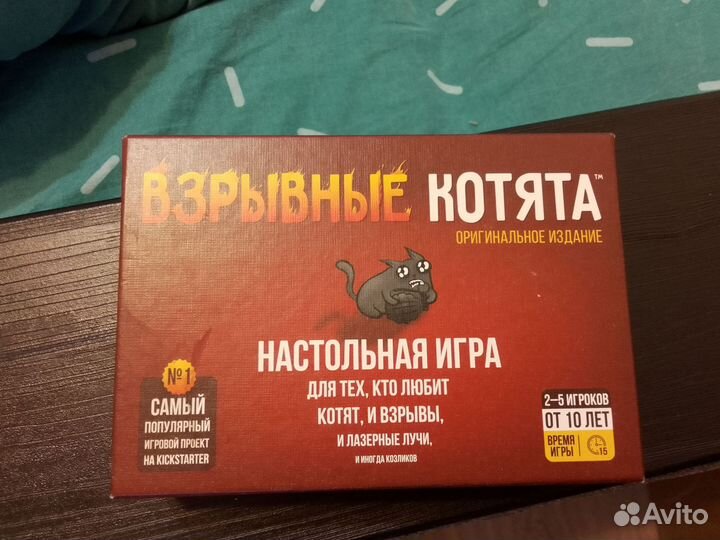 ВЗРЫВНЫЕ КОТЯТА™
ОРИГИНАЛЬНОЕ ИЗДАНИЕ
НАСТОЛЬНАЯ ИГРА
ДЛЯ ТЕХ, КТО ЛЮБИТ
КОТЯТ, И ВЗРЫВЫ,
И ЛАЗЕРНЫЕ ЛУЧИ,
И ИНОГДА КОЗЛИКОВ
№1
САМЫЙ
ПОПУЛЯРНЫЙ
ИГРОВОЙ ПРОЕКТ
НА KICKSTARTER
2–5 ИГРОКОВ
ОТ 10 ЛЕТ
ВРЕМЯ
ИГРЫ
15
Avito